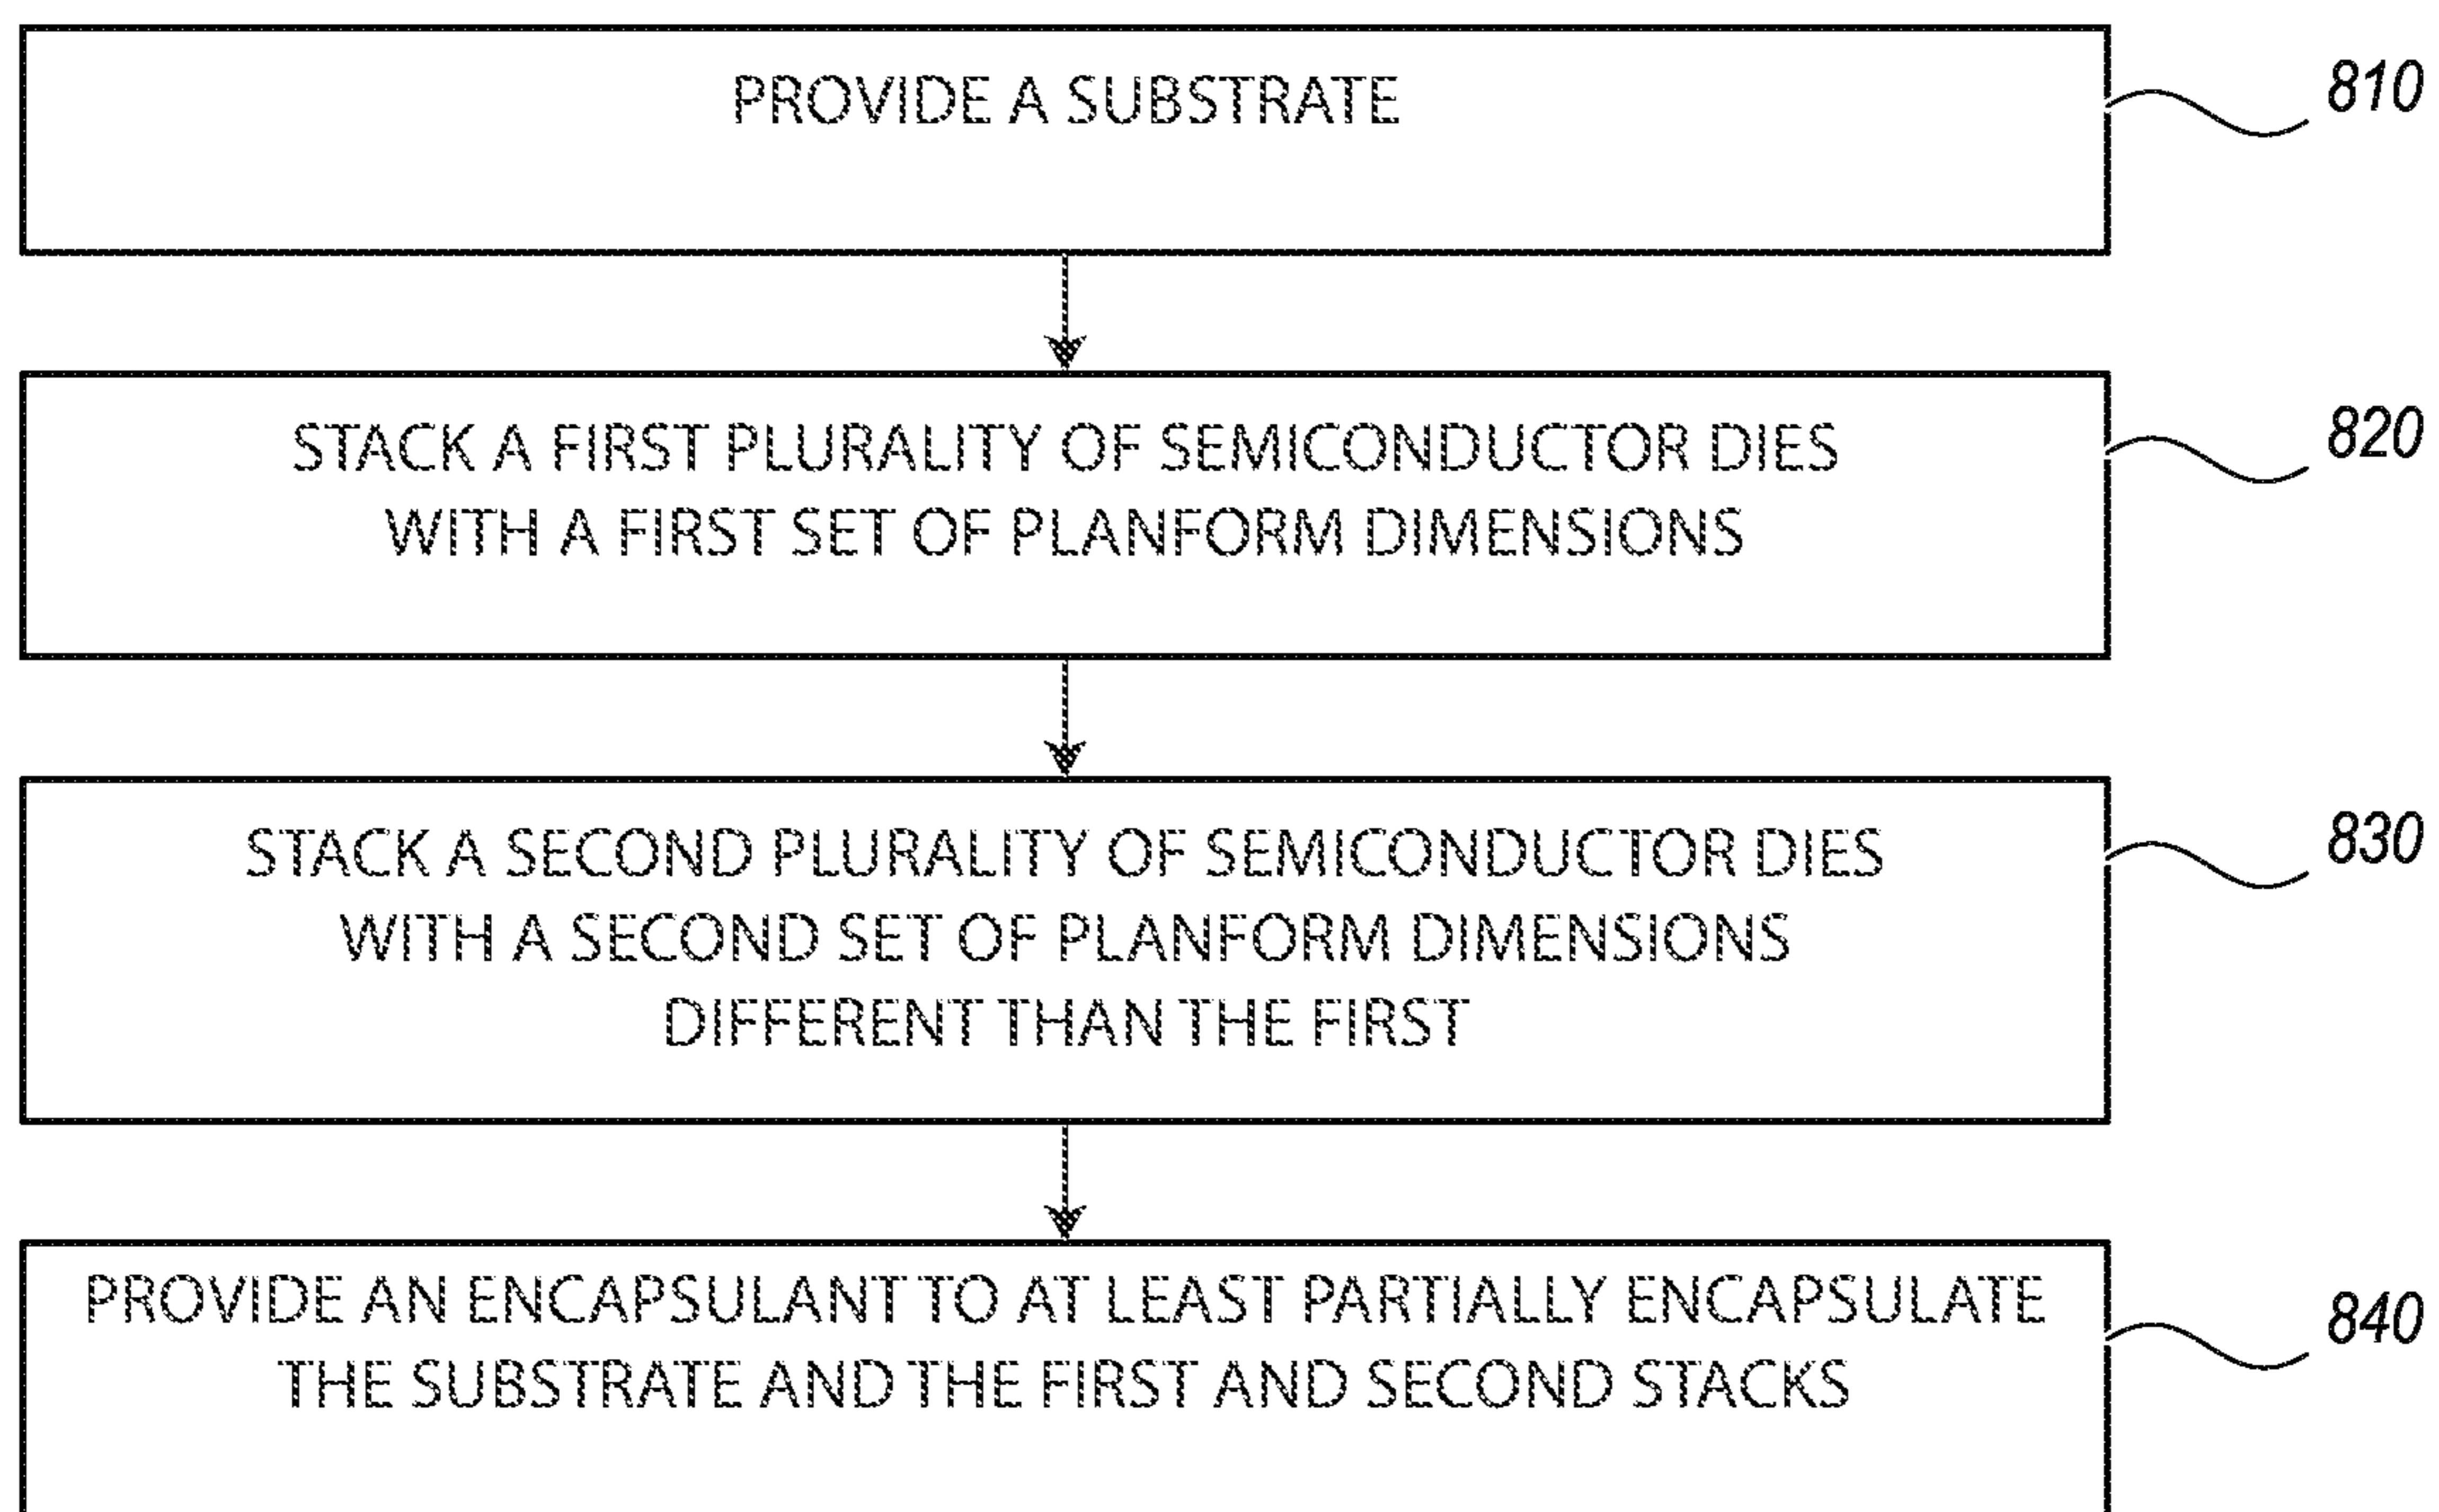 PROVIDE A SUBSTRATE
810
STACK A FIRST PLURALITY OF SEMICONDUCTOR DIES
WITH A FIRST SET OF PLANFORM DIMENSIONS
820
STACK A SECOND PLURALITY OF SEMICONDUCTOR DIES
WITH A SECOND SET OF PLANFORM DIMENSIONS
DIFFERENT THAN THE FIRST
830
PROVIDE AN ENCAPSULANT TO AT LEAST PARTIALLY ENCAPSULATE
THE SUBSTRATE AND THE FIRST AND SECOND STACKS
840